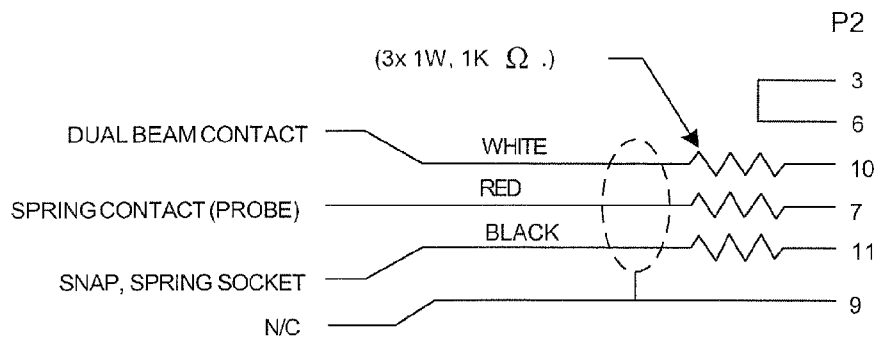 P2
(3x 1W, 1K Ω .)
3
6
DUAL BEAM CONTACT
WHITE
10
RED
SPRING CONTACT (PROBE)
7
BLACK
11
SNAP, SPRING SOCKET
9
N/C